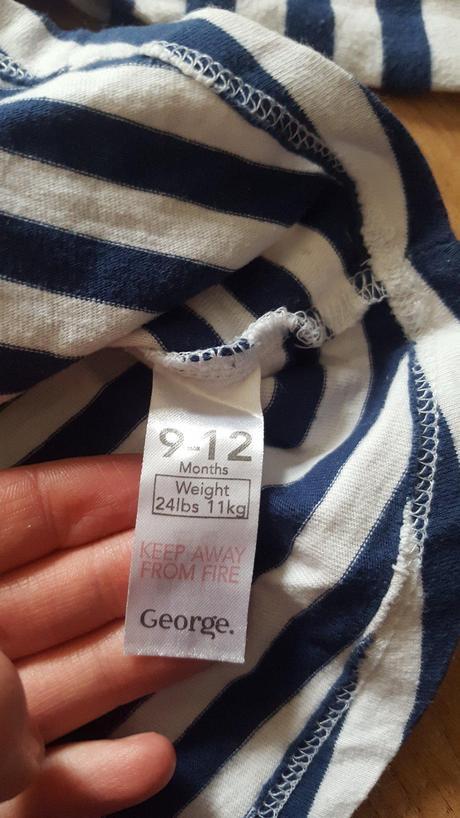 9-12
Months
Weight
24lbs 11kg
KEEP AWAY
FROM FIRE
George.